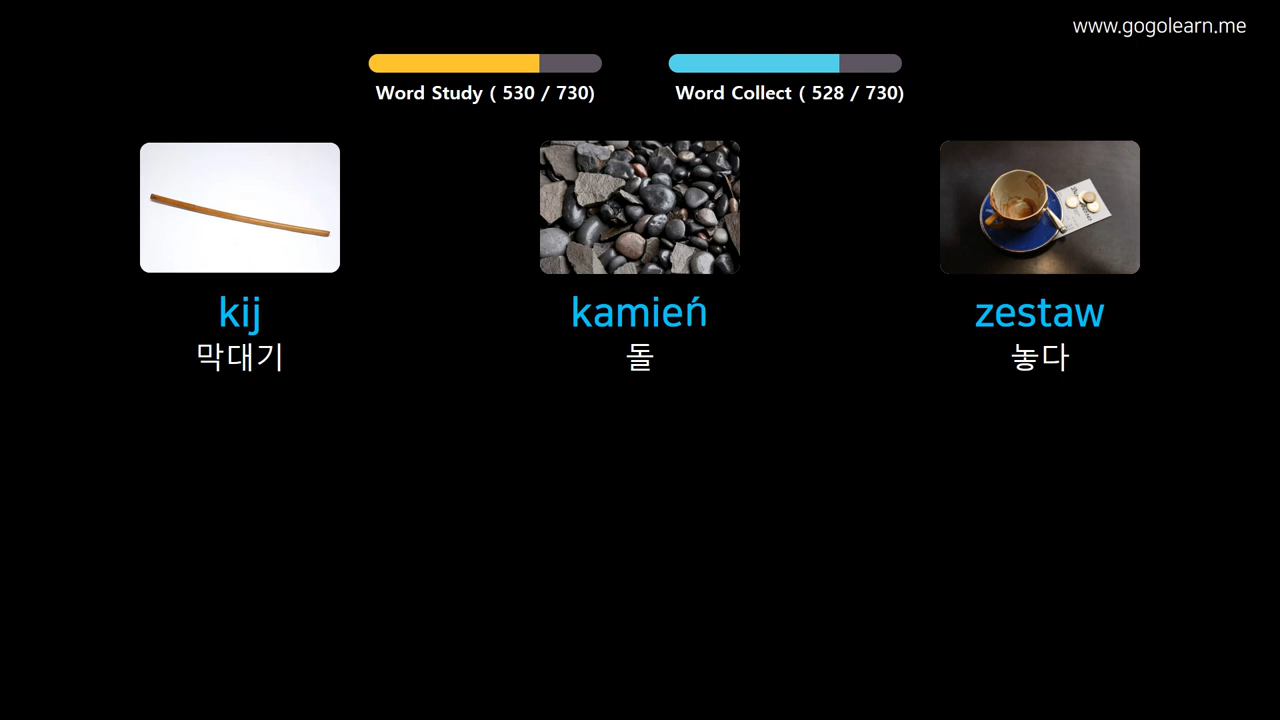 www.gogolearn.me
Word Study ( 530 / 730)
Word Collect ( 528 / 730)
kij
막대기
kamień
돌
zestaw
놓다